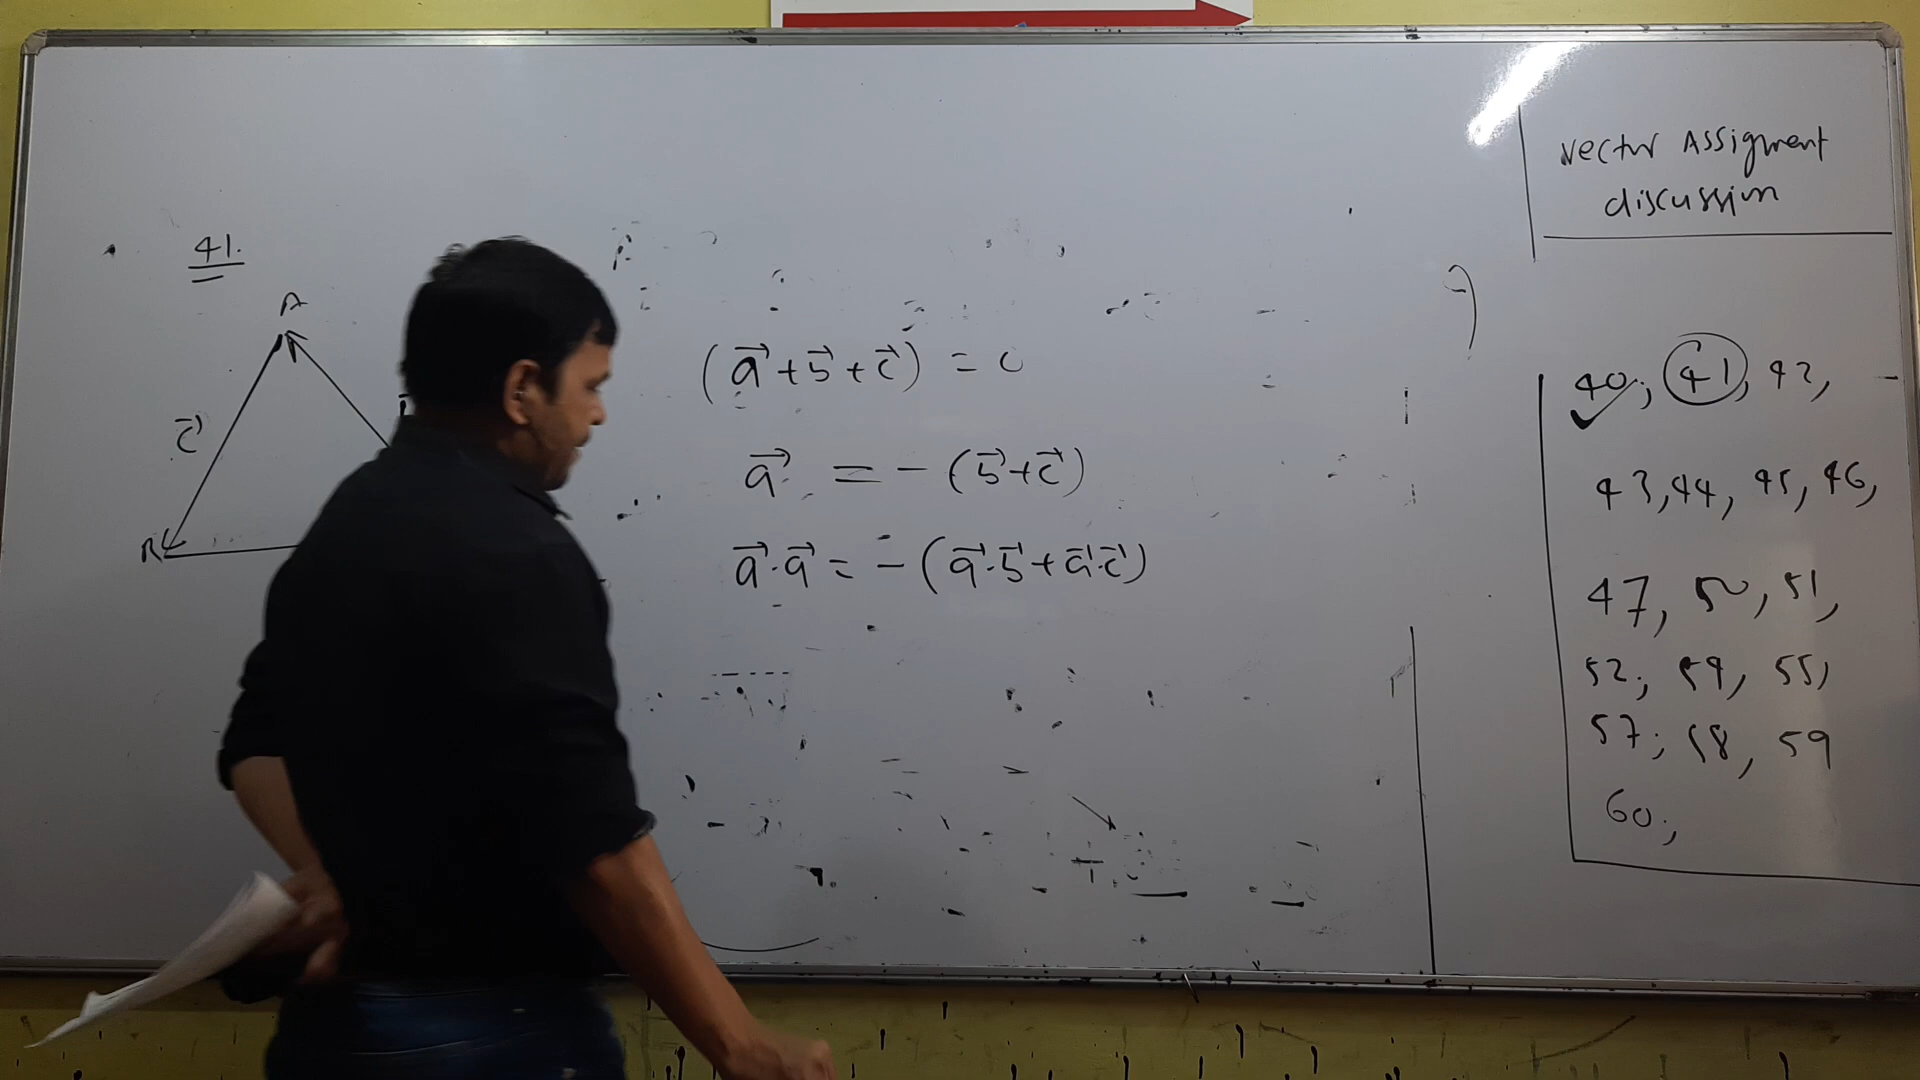 41.
A
c⃗
B
(a⃗+b⃗+c⃗) = 0
a⃗ = -(b⃗+c⃗)
a⃗·a⃗ = -(a⃗·b⃗+a⃗·c⃗)
Vector Assigment
discussion
40, 41, 42,
43, 44, 45, 46,
47, 50, 51,
52, 54, 55,
57, 58, 59
60,